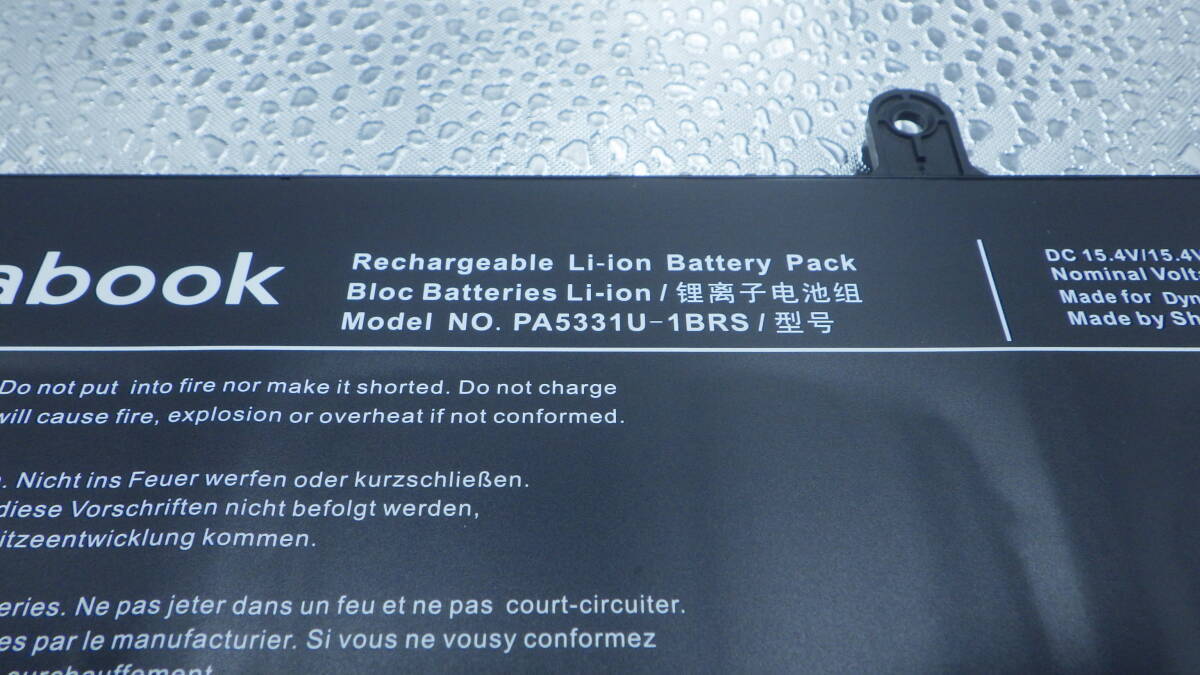 abook
Rechargeable Li-ion Battery Pack
Bloc Batteries Li-ion / 锂离子电池组
Model NO. PA5331U-1BRS / 型号
DC 15.4V/15.4V
Nominal Volta
Made for Dyn
Made by Sh
Do not put into fire nor make it shorted. Do not charge
will cause fire, explosion or overheat if not conformed.
. Nicht ins Feuer werfen oder kurzschließen.
diese Vorschriften nicht befolgt werden,
itzeentwicklung kommen.
eries. Ne pas jeter dans un feu et ne pas court-circuiter.
es par le manufacturier. Si vous ne vousy conformez
surchauffement